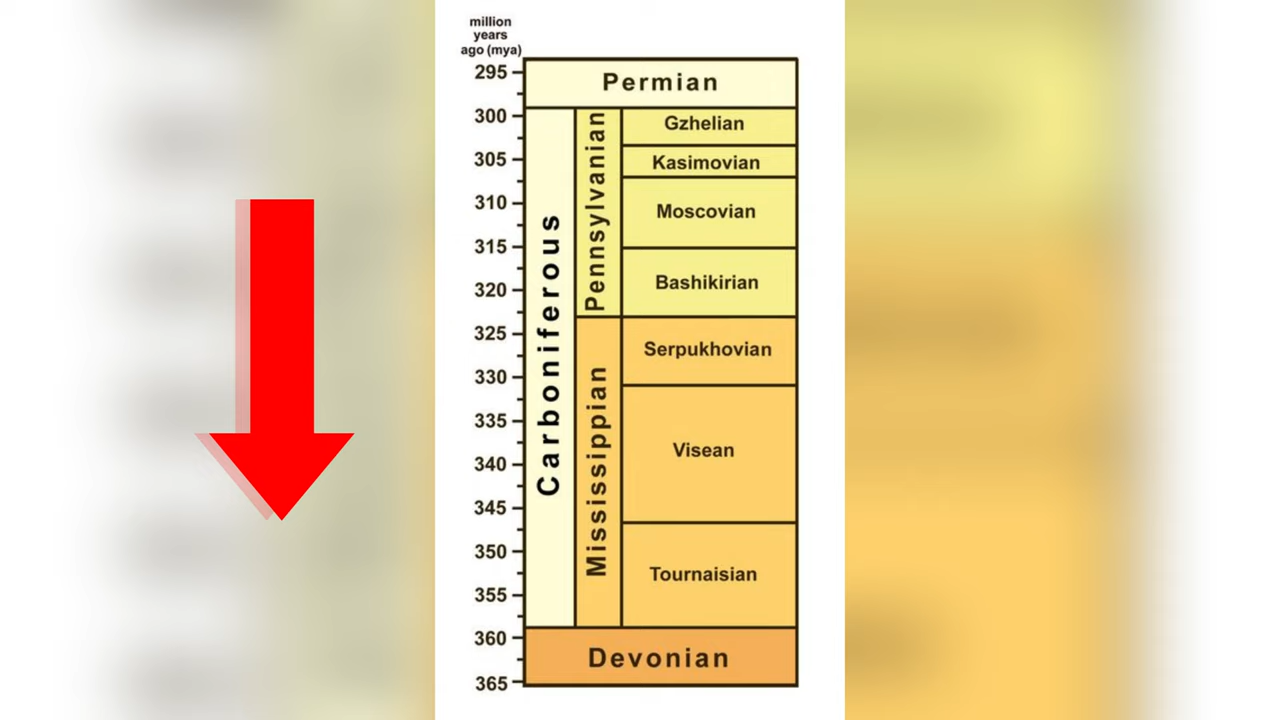 million
years
ago (mya)
295
Permian
300
Gzhelian
305
Kasimovian
310
Moscovian
315
Pennsylvanian
320
Bashikirian
325
Serpukhovian
330
335
Carboniferous
340
Visean
345
Mississippian
350
Tournaisian
355
360
Devonian
365